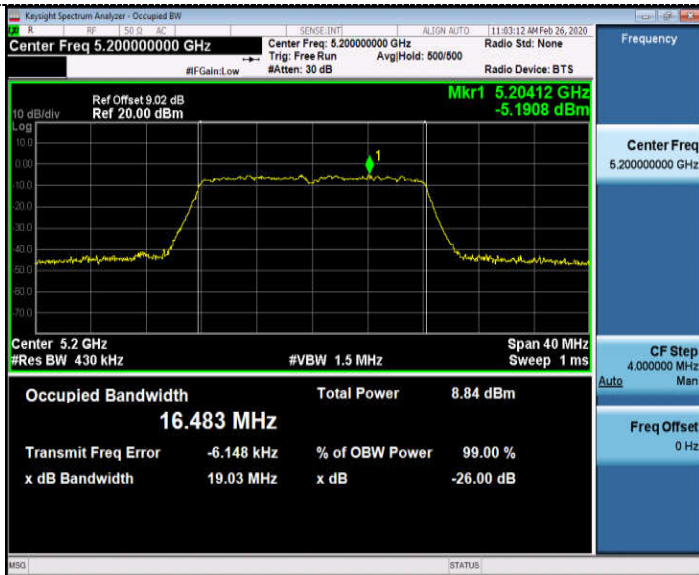 Keysight Spectrum Analyzer - Occupied BW
R RF 50 Ω AC SENSE:INT ALIGN AUTO 11:03:12 AM Feb 26, 2020
Center Freq 5.200000000 GHz
Center Freq: 5.200000000 GHz
Radio Std: None
Trig: Free Run Avg|Hold: 500/500
#IFGain:Low
#Atten: 30 dB
Radio Device: BTS
Frequency
Mkr1 5.20412 GHz
-5.1908 dBm
Ref Offset 9.02 dB
10 dB/div Ref 20.00 dBm
Log
10.0
0.00
-10.0
-20.0
-30.0
-40.0
-50.0
-60.0
-70.0
1
Center 5.2 GHz Span 40 MHz
#Res BW 430 kHz #VBW 1.5 MHz Sweep 1 ms
Occupied Bandwidth Total Power 8.84 dBm
16.483 MHz
Transmit Freq Error -6.148 kHz % of OBW Power 99.00 %
x dB Bandwidth 19.03 MHz x dB -26.00 dB
Center Freq
5.200000000 GHz
CF Step
4.000000 MHz
Auto Man
Freq Offset
0 Hz
MSG STATUS